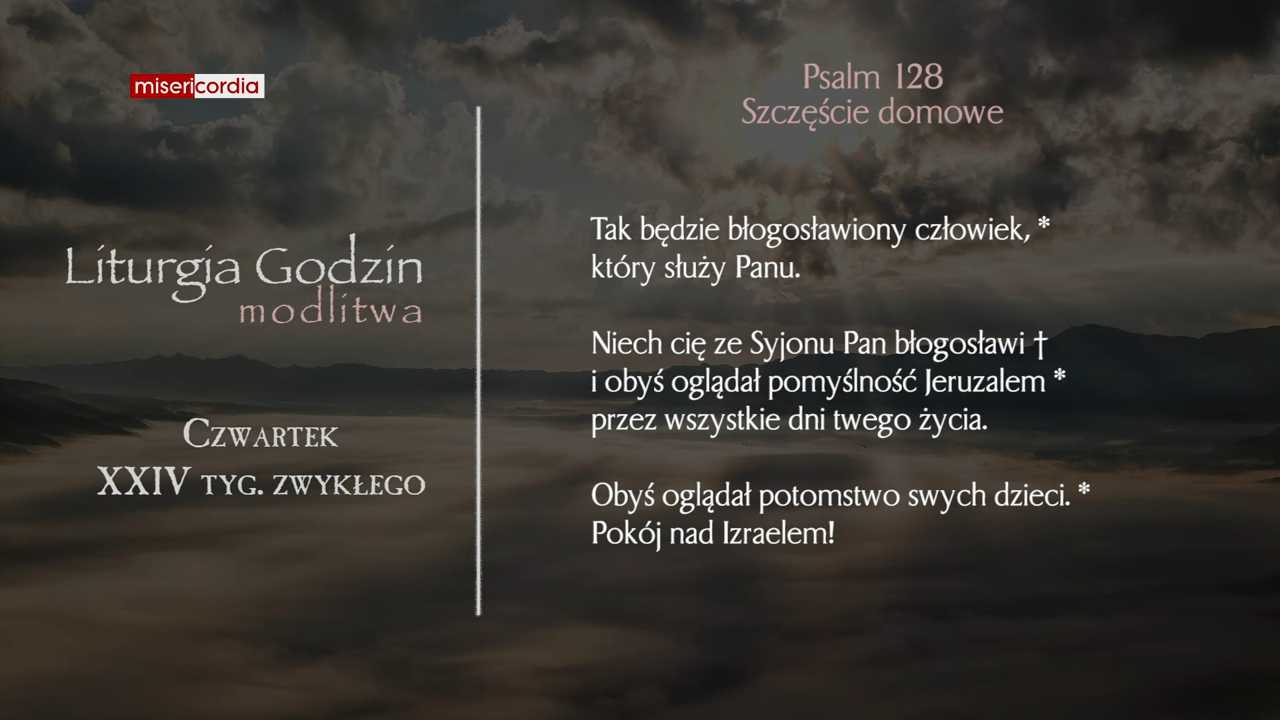 misericordia
Liturgia Godzin
modlitwa
Czwartek
XXIV tyg. zwykłego
Psalm 128
Szczęście domowe
Tak będzie błogosławiony człowiek, *
który służy Panu.
Niech cię ze Syjonu Pan błogosławi †
i obyś oglądał pomyślność Jeruzalem *
przez wszystkie dni twego życia.
Obyś oglądał potomstwo swych dzieci. *
Pokój nad Izraelem!